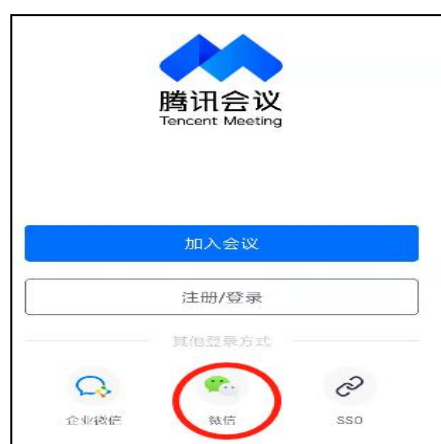 腾讯会议
Tencent Meeting
加入会议
注册/登录
其他登录方式
企业微信
微信
SSO